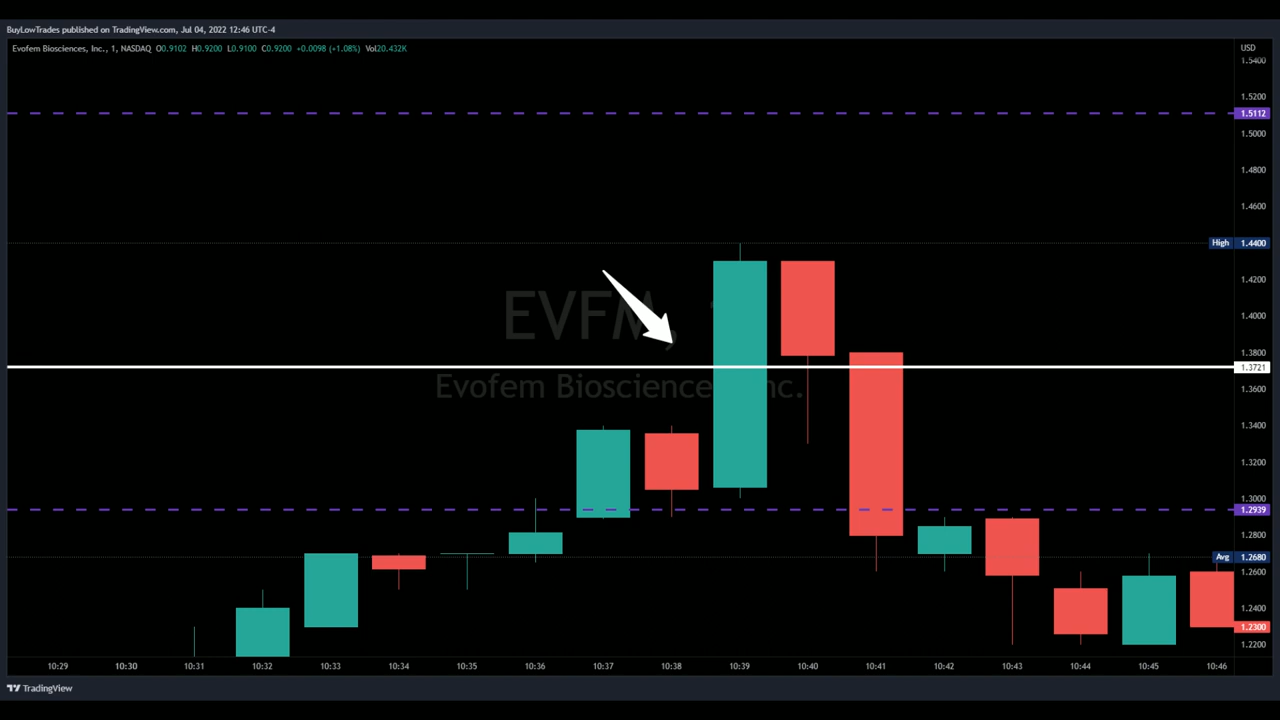 BuyLowTrades published on TradingView.com, Jul 04, 2022 12:46 UTC-4
Evofem Biosciences, Inc., 1, NASDAQ O0.9102 H0.9200 L0.9100 C0.9200 +0.0098 (+1.08%) Vol20.432K
USD
1.5400
1.5200
1.5112
1.5000
1.4800
1.4600
High 1.4400
1.4200
1.4000
EVFM,
1.3800
1.3721
Evofem Biosciences, Inc.
1.3600
1.3400
1.3200
1.3000
1.2939
1.2800
Avg 1.2680
1.2600
1.2400
1.2300
1.2200
10:29 10:30 10:31 10:32 10:33 10:34 10:35 10:36 10:37 10:38 10:39 10:40 10:41 10:42 10:43 10:44 10:45 10:46
TradingView